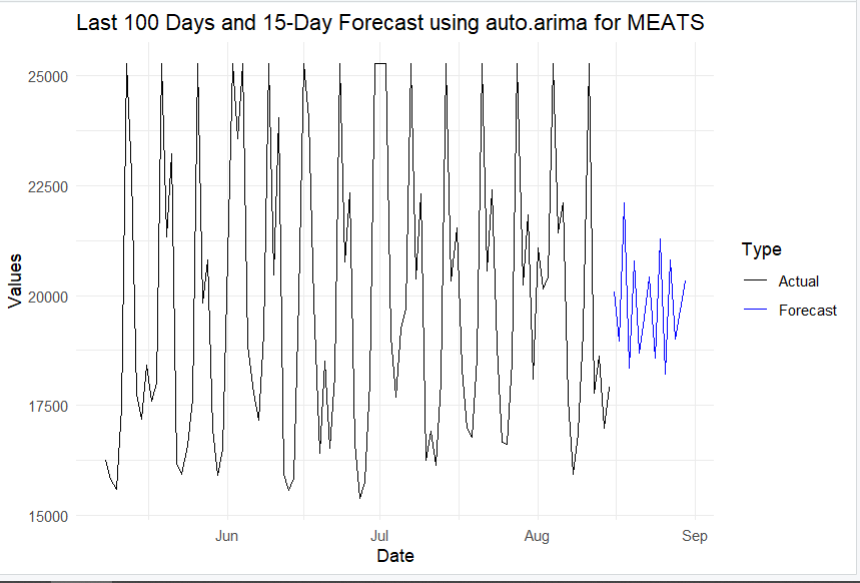 Last 100 Days and 15-Day Forecast using auto.arima for MEATS
25000
22500
20000
17500
15000
Values
Jun
Jul
Aug
Sep
Date
Type
Actual
Forecast